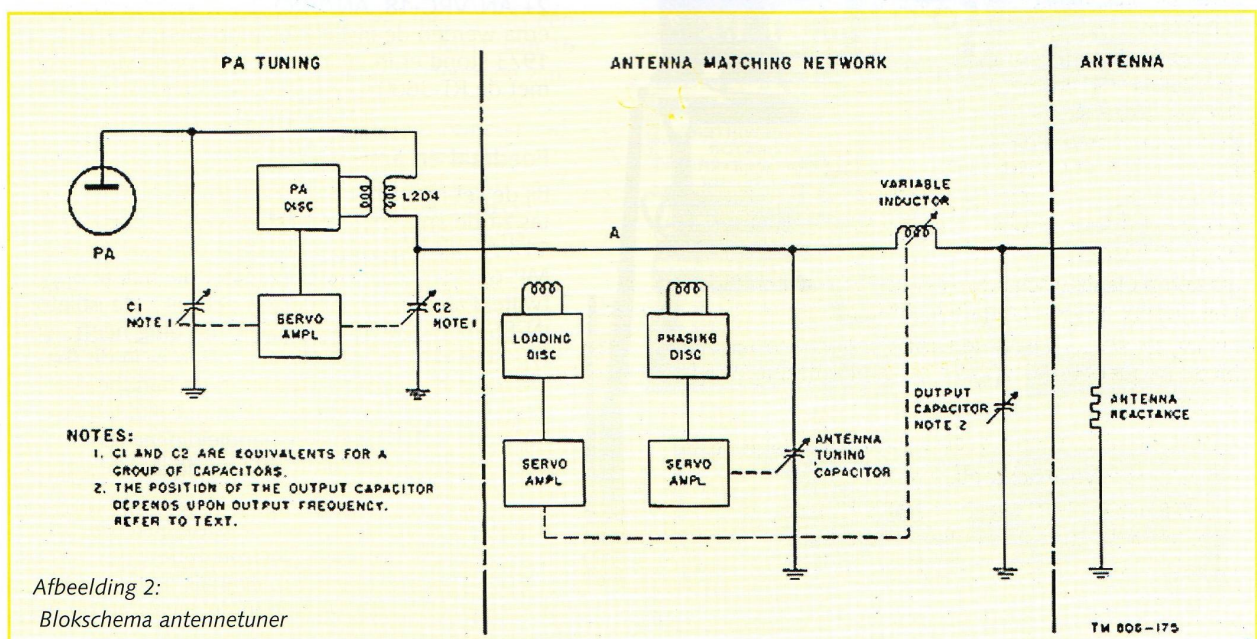 PA TUNING
ANTENNA MATCHING NETWORK
ANTENNA
PA
PA
DISC
L204
C1
NOTE 1
SERVO
AMPL
C2
NOTE 1
A
LOADING
DISC
PHASING
DISC
SERVO
AMPL
SERVO
AMPL
VARIABLE
INDUCTOR
ANTENNA
TUNING
CAPACITOR
OUTPUT
CAPACITOR
NOTE 2
ANTENNA
REACTANCE
NOTES:
1. C1 AND C2 ARE EQUIVALENTS FOR A
GROUP OF CAPACITORS.
2. THE POSITION OF THE OUTPUT CAPACITOR
DEPENDS UPON OUTPUT FREQUENCY.
REFER TO TEXT.
Afbeelding 2:
Blokschema antennetuner
TM 806-175